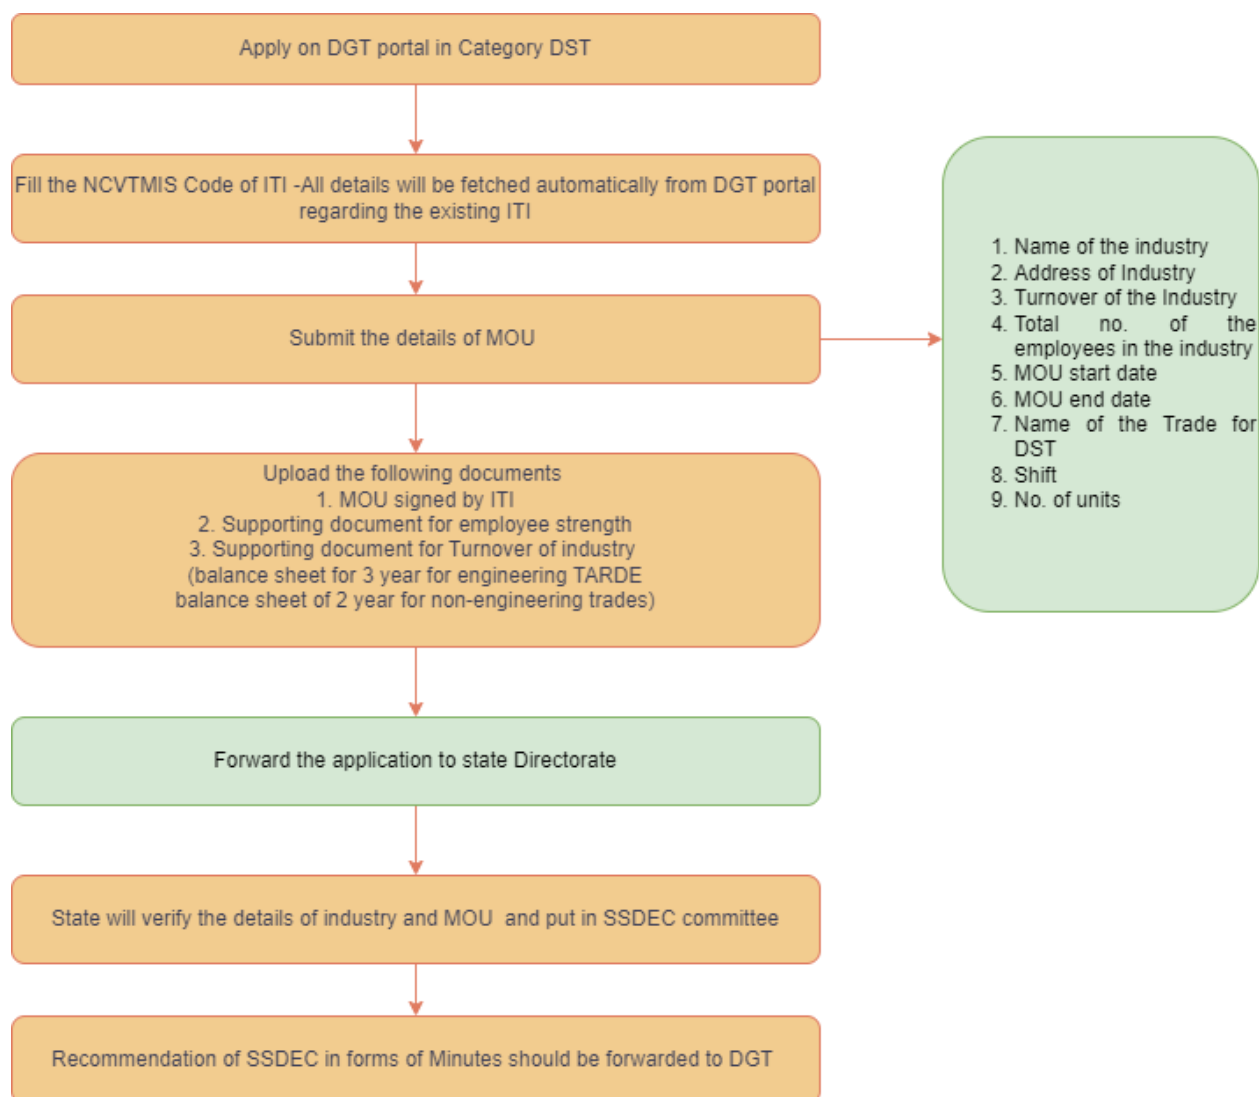 Apply on DGT portal in Category DST
Fill the NCVTMIS Code of ITI -All details will be fetched automatically from DGT portal
regarding the existing ITI
Submit the details of MOU
1. Name of the industry
2. Address of Industry
3. Turnover of the Industry
4. Total no. of the
employees in the industry
5. MOU start date
6. MOU end date
7. Name of the Trade for
DST
8. Shift
9. No. of units
Upload the following documents
1. MOU signed by ITI
2. Supporting document for employee strength
3. Supporting document for Turnover of industry
(balance sheet for 3 year for engineering TARDE
balance sheet of 2 year for non-engineering trades)
Forward the application to state Directorate
State will verify the details of industry and MOU and put in SSDEC committee
Recommendation of SSDEC in forms of Minutes should be forwarded to DGT